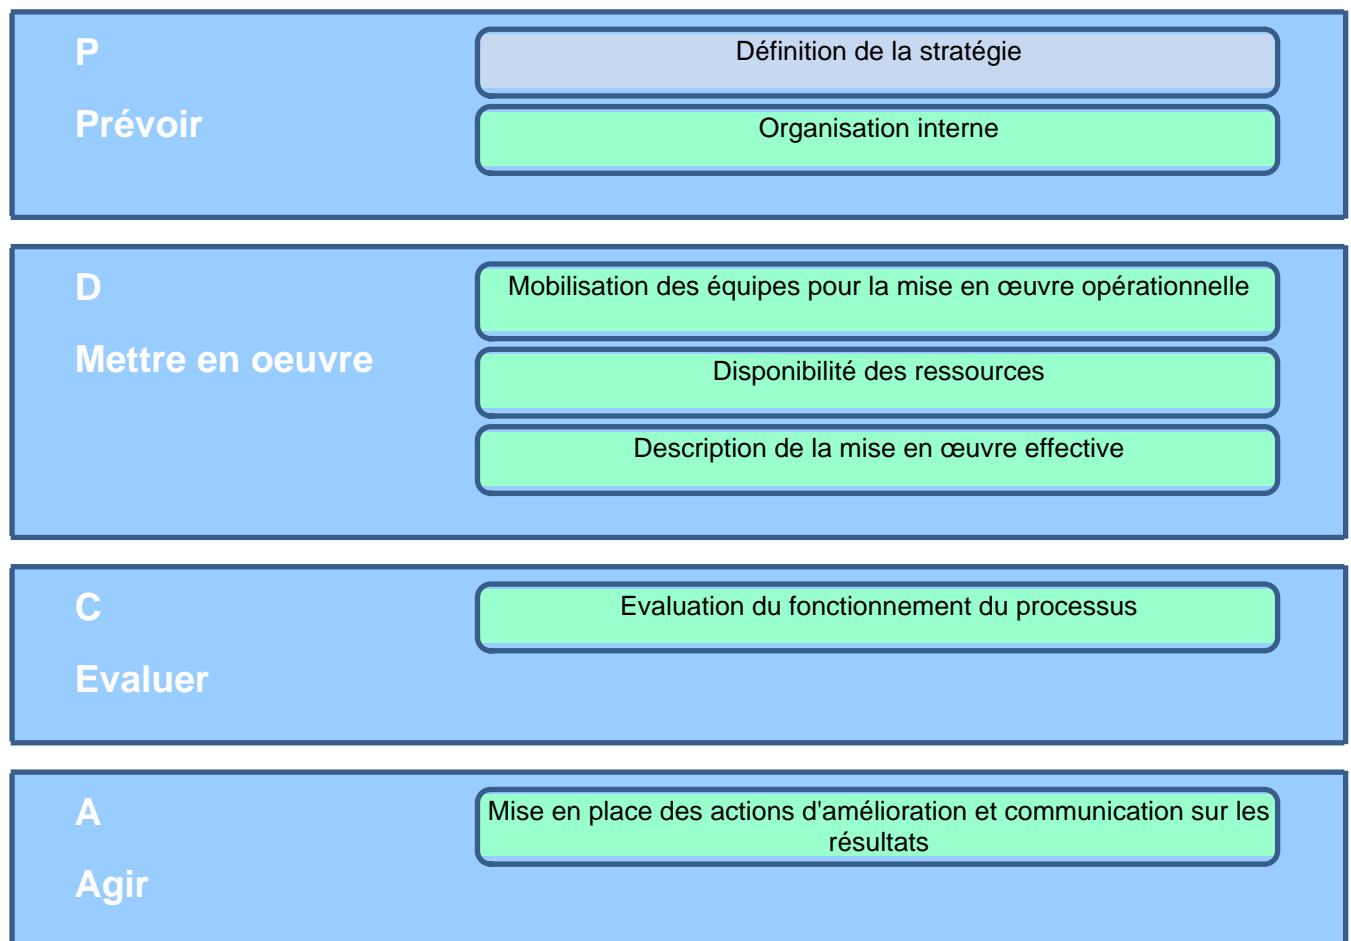 P
Prévoir
Définition de la stratégie
Organisation interne
D
Mettre en oeuvre
Mobilisation des équipes pour la mise en œuvre opérationnelle
Disponibilité des ressources
Description de la mise en œuvre effective
C
Evaluer
Evaluation du fonctionnement du processus
A
Agir
Mise en place des actions d'amélioration et communication sur les
résultats